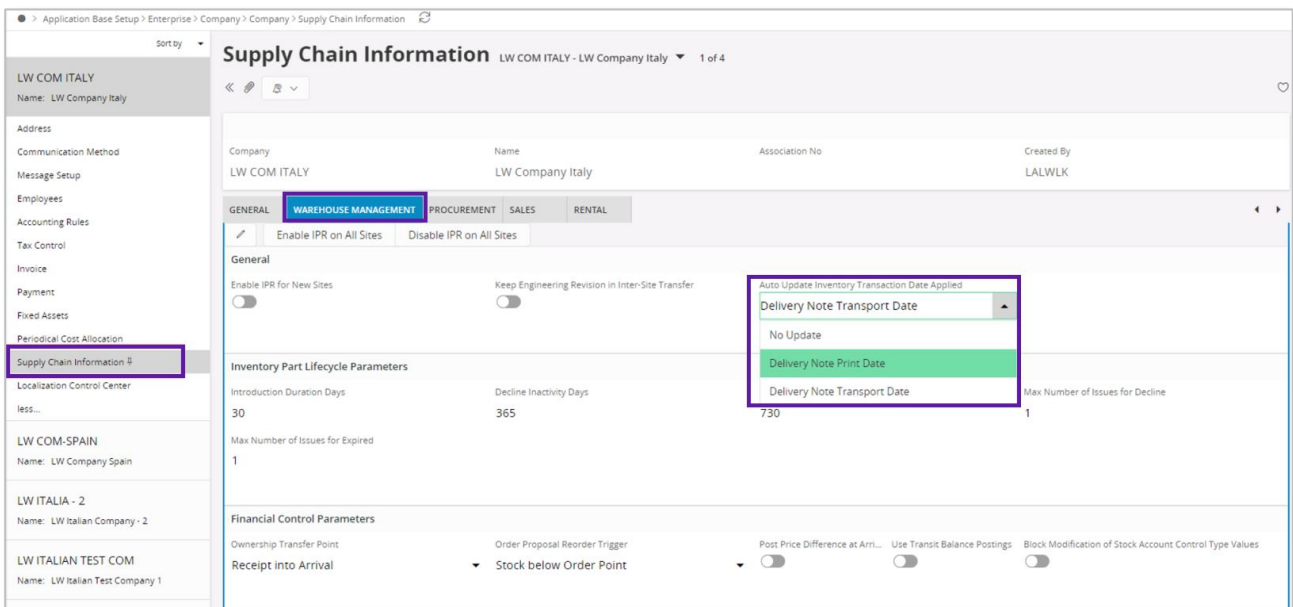 Application Base Setup > Enterprise > Company > Company > Supply Chain Information
Sort by
LW COM ITALY
Name: LW Company Italy
Address
Communication Method
Message Setup
Employees
Accounting Rules
Tax Control
Invoice
Payment
Fixed Assets
Periodical Cost Allocation
Supply Chain Information
Localization Control Center
less...
LW COM-SPAIN
Name: LW Company Spain
LW ITALIA - 2
Name: LW Italian Company - 2
LW ITALIAN TEST COM
Name: LW Italian Test Company 1
Supply Chain Information LW COM ITALY - LW Company Italy 1 of 4
Company Name Association No Created By
LW COM ITALY LW Company Italy LALWLK
GENERAL WAREHOUSE MANAGEMENT PROCUREMENT SALES RENTAL
Enable IPR on All Sites Disable IPR on All Sites
General
Enable IPR for New Sites Keep Engineering Revision in Inter-Site Transfer Auto Update Inventory Transaction Date Applied
Delivery Note Transport Date
No Update
Delivery Note Print Date
Delivery Note Transport Date
Inventory Part Lifecycle Parameters
Introduction Duration Days Decline Inactivity Days Max Number of Issues for Decline
30 365 730 1
Max Number of Issues for Expired
1
Financial Control Parameters
Ownership Transfer Point Order Proposal Reorder Trigger Post Price Difference at Arri... Use Transit Balance Postings Block Modification of Stock Account Control Type Values
Receipt into Arrival Stock below Order Point